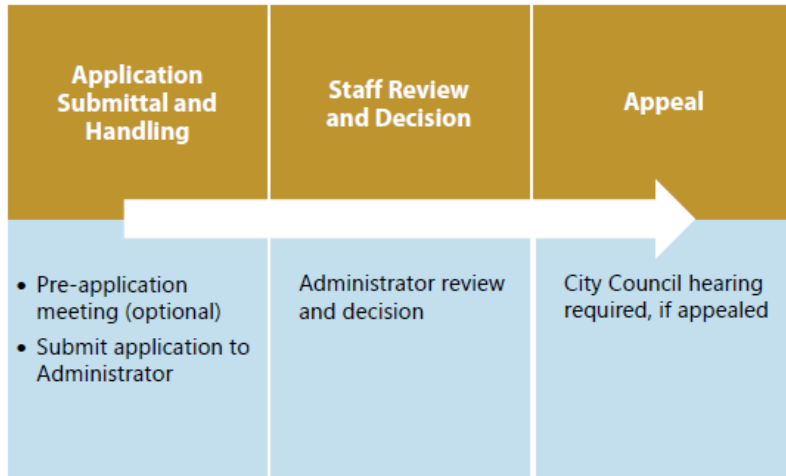 Application
Submittal and
Handling
Staff Review
and Decision
Appeal
• Pre-application
meeting (optional)
• Submit application to
Administrator
Administrator review
and decision
City Council hearing
required, if appealed